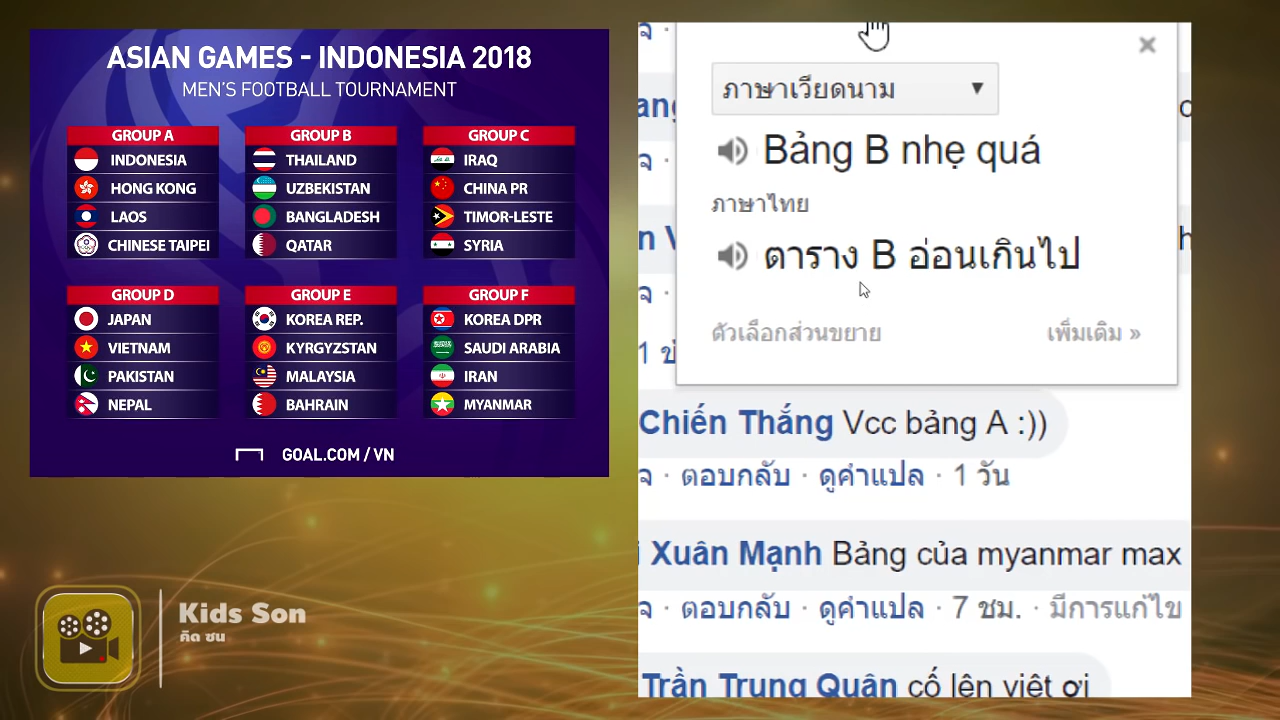 ASIAN GAMES - INDONESIA 2018
MEN'S FOOTBALL TOURNAMENT
GROUP A
INDONESIA
HONG KONG
LAOS
CHINESE TAIPEI
GROUP B
THAILAND
UZBEKISTAN
BANGLADESH
QATAR
GROUP C
IRAQ
CHINA PR
TIMOR-LESTE
SYRIA
GROUP D
JAPAN
VIETNAM
PAKISTAN
NEPAL
GROUP E
KOREA REP.
KYRGYZSTAN
MALAYSIA
BAHRAIN
GROUP F
KOREA DPR
SAUDI ARABIA
IRAN
MYANMAR
GOAL.COM / VN
Kids Son
คิด ซน
ภาษาเวียดนาม
Bảng B nhẹ quá
ภาษาไทย
ตาราง B อ่อนเกินไป
ตัวเลือกส่วนขยาย เพิ่มเติม »
Chiến Thắng Vcc bảng A :))
· ตอบกลับ · ดูคำแปล · 1 วัน
Xuân Mạnh Bảng của myanmar max
· ตอบกลับ · ดูคำแปล · 7 ชม. · มีการแก้ไข
Trần Trung Quân cố lên việt ơi